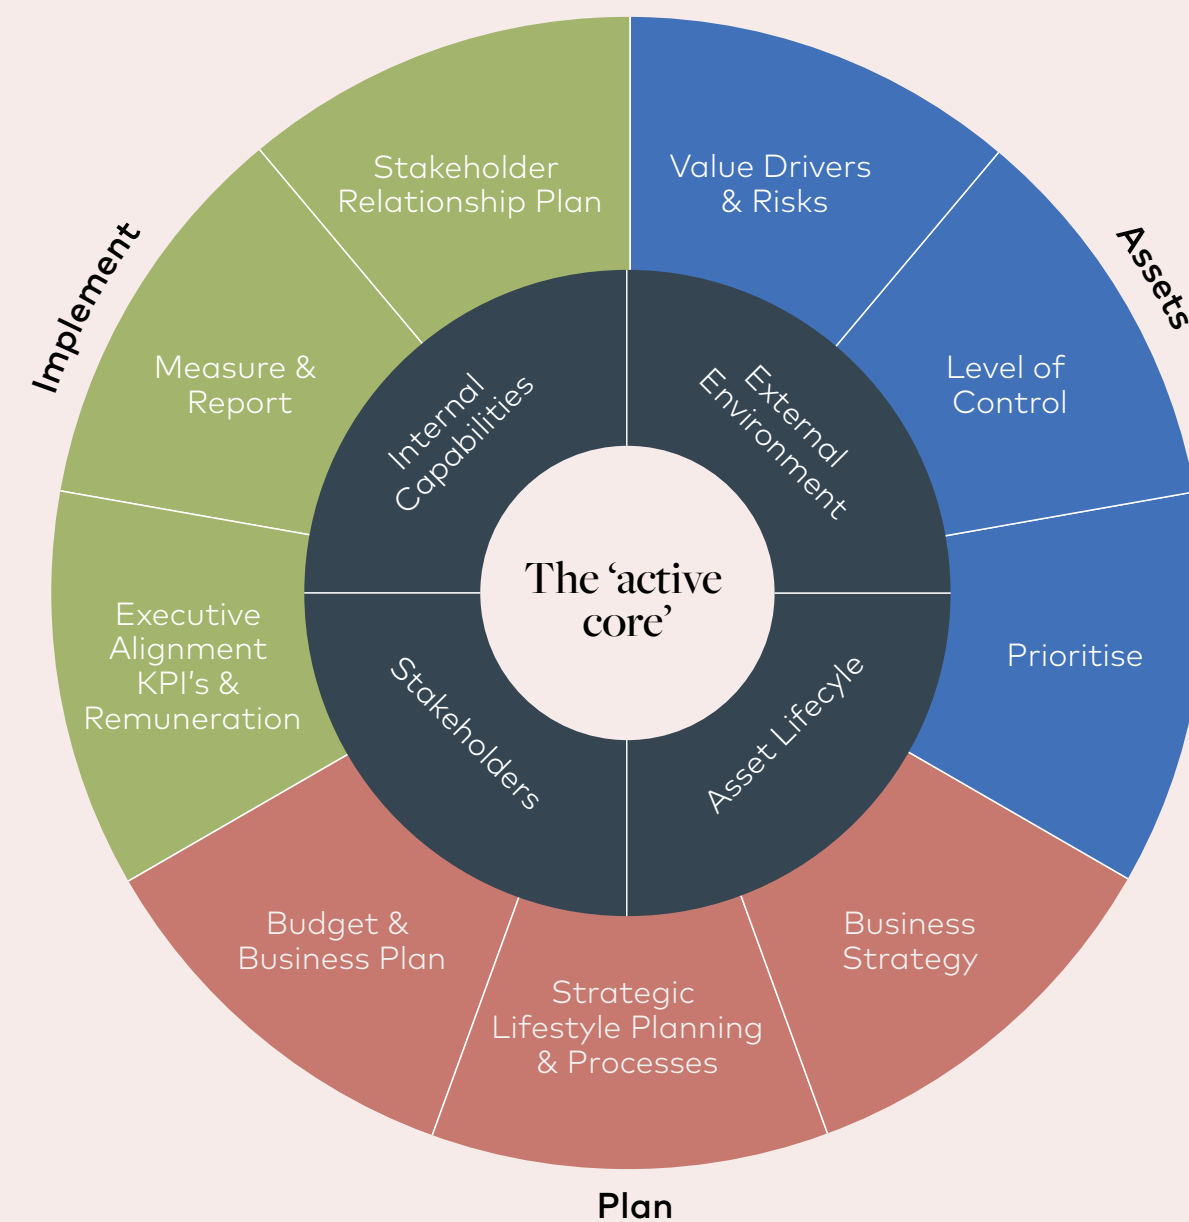 Stakeholder
Relationship Plan
Value Drivers
& Risks
Implement
Assets
Measure &
Report
Internal
Capabilities
External
Environment
Level of
Control
The ‘active
core’
Executive
Alignment
KPI's &
Remuneration
Prioritise
Stakeholders
Asset Lifecyle
Budget &
Business Plan
Business
Strategy
Strategic
Lifestyle Planning
& Processes
Plan